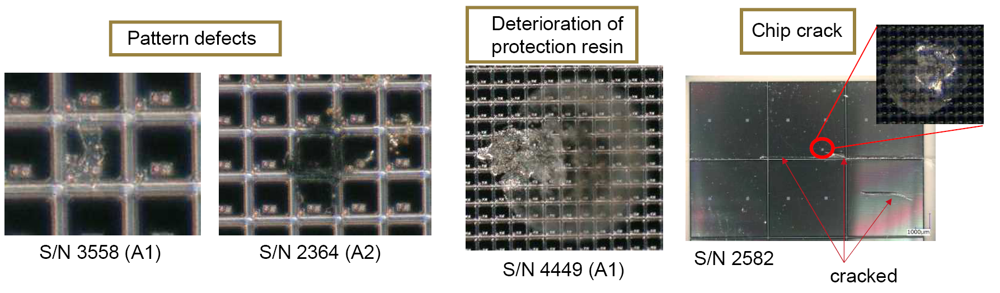 Pattern defects
Deterioration of
protection resin
Chip crack
1000μm
S/N 3558 (A1)
S/N 2364 (A2)
S/N 4449 (A1)
S/N 2582
cracked